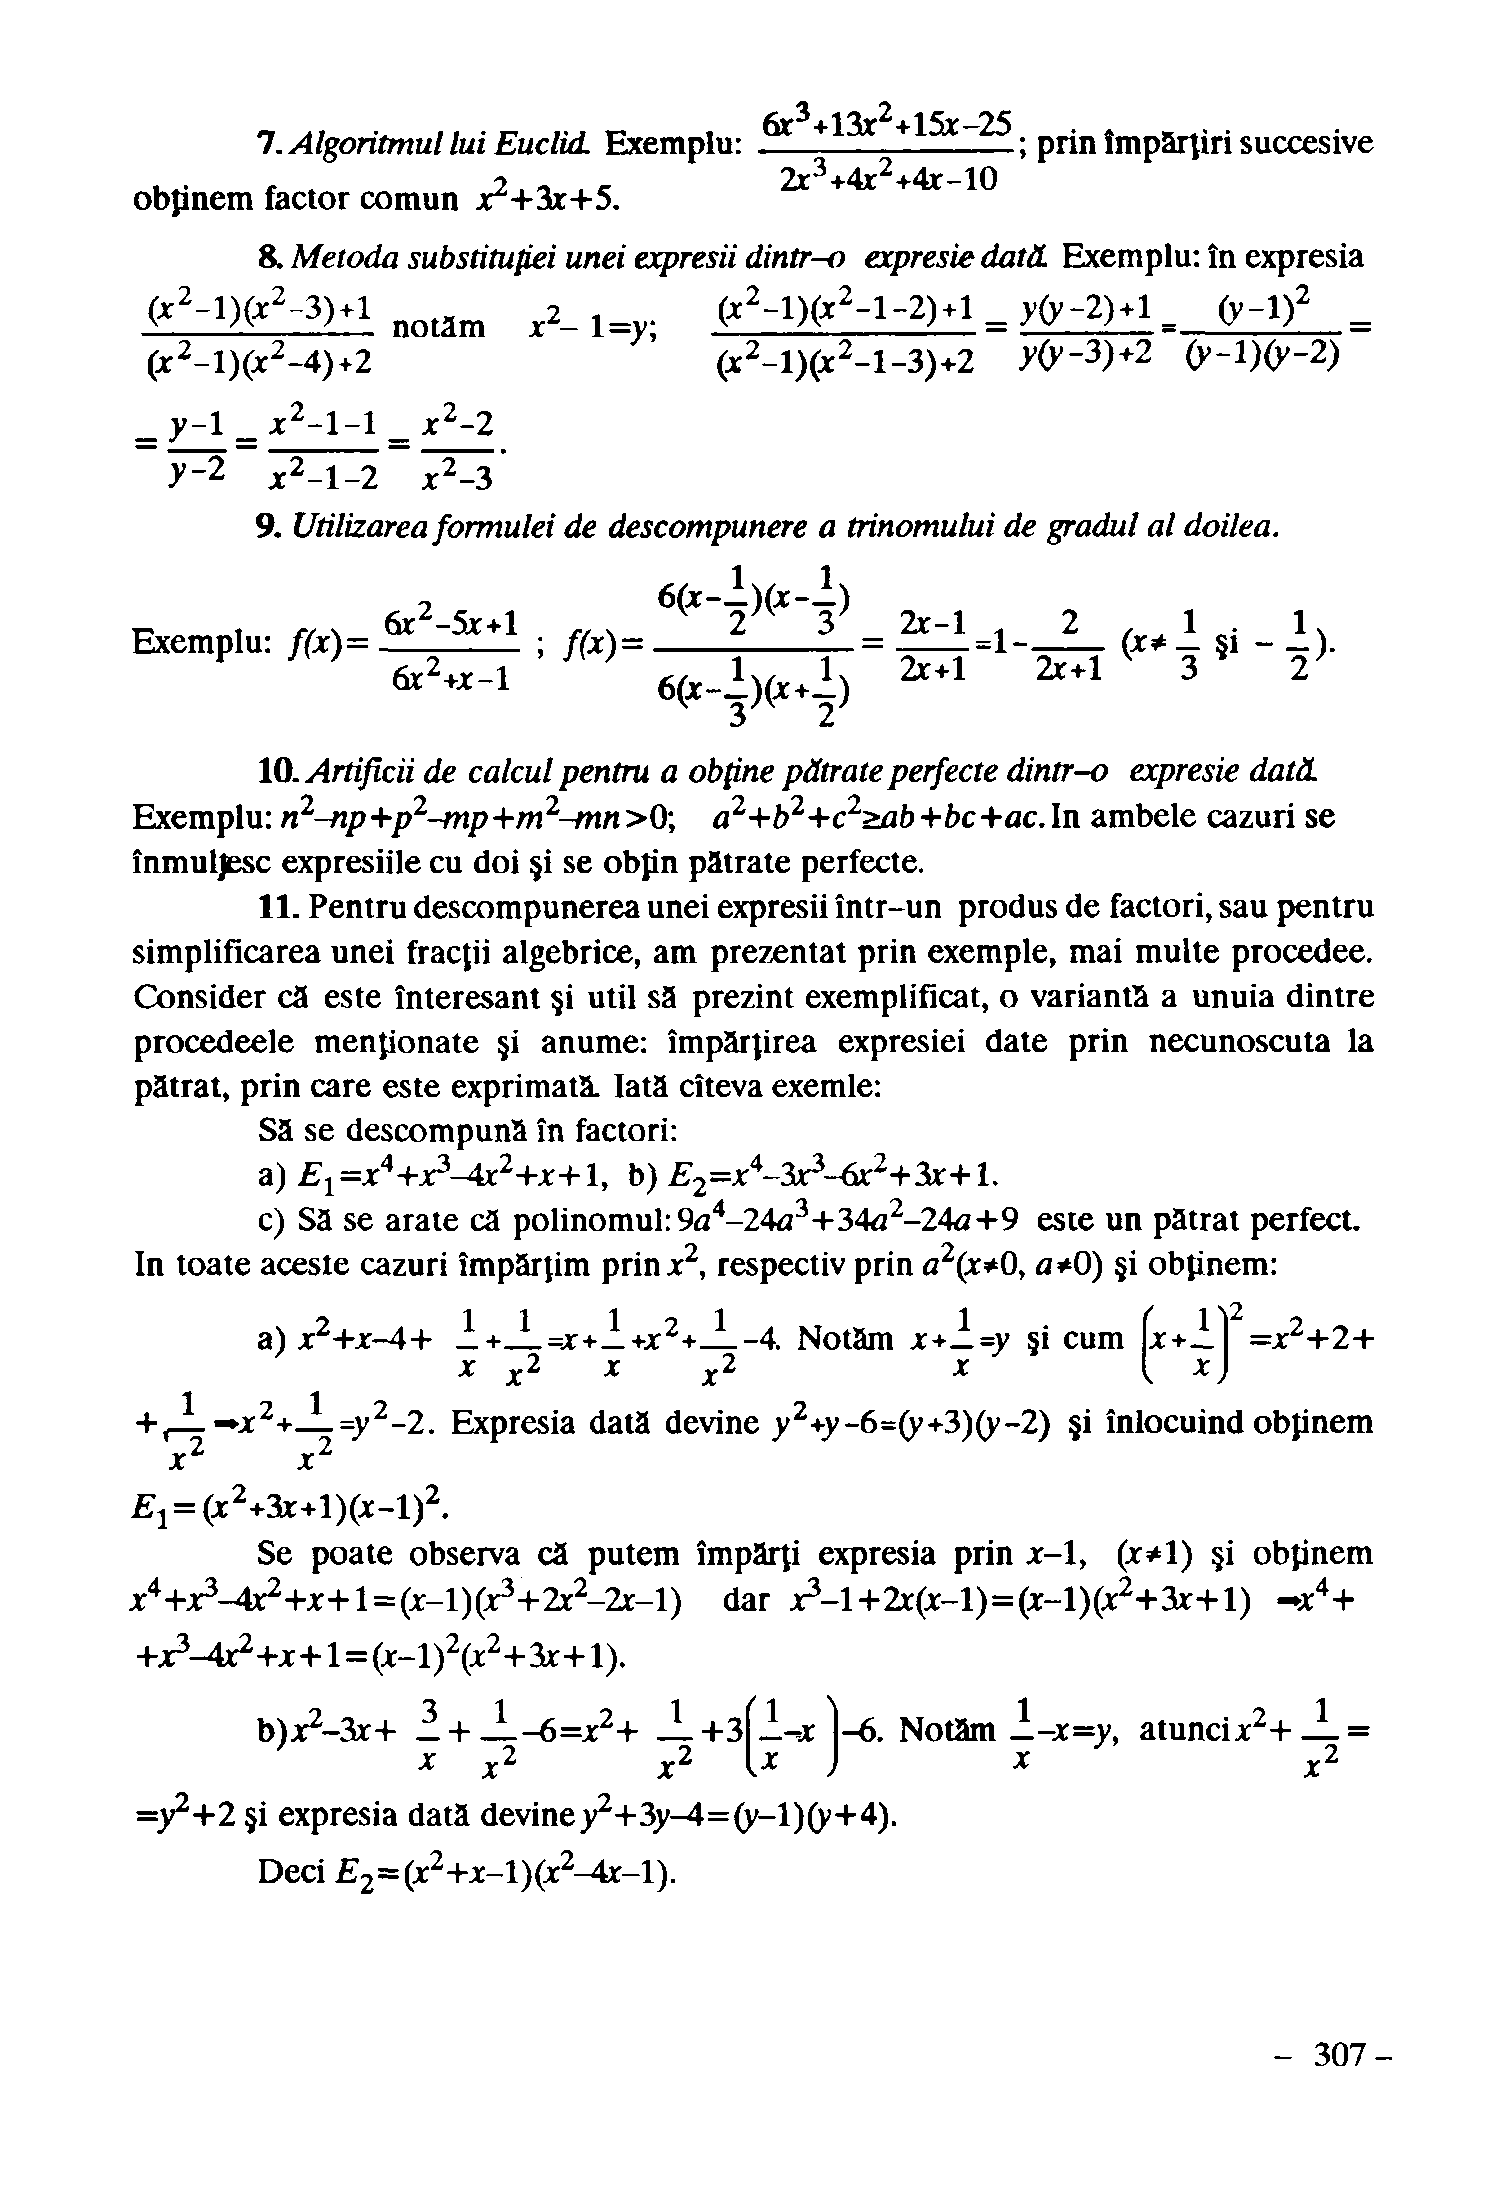 7. Algoritmul lui Euclid. Exemplu: (6x³+13x²+15x-25)/(2x³+4x²+4x-10); prin împărţiri succesive
obţinem factor comun x²+3x+5.
8. Metoda substituţiei unei expresii dintr-o expresie dată. Exemplu: în expresia
((x²-1)(x²-3)+1)/((x²-1)(x²-4)+2) notăm x²- 1=y; ((x²-1)(x²-1-2)+1)/((x²-1)(x²-1-3)+2) = (y(y-2)+1)/(y(y-3)+2) = (y-1)²/((y-1)(y-2)) =
= (y-1)/(y-2) = (x²-1-1)/(x²-1-2) = (x²-2)/(x²-3).
9. Utilizarea formulei de descompunere a trinomului de gradul al doilea.
Exemplu: f(x)= (6x²-5x+1)/(6x²+x-1) ; f(x)= (6(x-1/2)(x-1/3))/(6(x-1/3)(x+1/2)) = (2x-1)/(2x+1) =1- 2/(2x+1) (x≠ 1/3 şi - 1/2).
10. Artificii de calcul pentru a obţine pătrate perfecte dintr-o expresie dată.
Exemplu: n²-np+p²-mp+m²-mn>0; a²+b²+c²≥ab+bc+ac. In ambele cazuri se
înmulţesc expresiile cu doi şi se obţin pătrate perfecte.
11. Pentru descompunerea unei expresii într-un produs de factori, sau pentru
simplificarea unei fracţii algebrice, am prezentat prin exemple, mai multe procedee.
Consider că este interesant şi util să prezint exemplificat, o variantă a unuia dintre
procedeele menţionate şi anume: împărţirea expresiei date prin necunoscuta la
pătrat, prin care este exprimată. Iată cîteva exemle:
Să se descompună în factori:
a) E₁=x⁴+x³-4x²+x+1, b) E₂=x⁴-3x³-6x²+3x+1.
c) Să se arate că polinomul: 9a⁴-24a³+34a²-24a+9 este un pătrat perfect.
In toate aceste cazuri împărţim prin x², respectiv prin a²(x≠0, a≠0) şi obţinem:
a) x²+x-4+ 1/x + 1/x² =x+ 1/x +x²+ 1/x² -4. Notăm x+ 1/x =y şi cum (x+ 1/x)² =x²+2+
+ 1/x² →x²+ 1/x² =y²-2. Expresia dată devine y²+y-6=(y+3)(y-2) şi înlocuind obţinem
E₁=(x²+3x+1)(x-1)².
Se poate observa că putem împărţi expresia prin x-1, (x≠1) şi obţinem
x⁴+x³-4x²+x+1=(x-1)(x³+2x²-2x-1) dar x³-1+2x(x-1)=(x-1)(x²+3x+1) →x⁴+
+x³-4x²+x+1=(x-1)²(x²+3x+1).
b)x²-3x+ 3/x + 1/x² -6=x²+ 1/x² +3(1/x -x)-6. Notăm 1/x -x=y, atunci x²+ 1/x² =
=y²+2 şi expresia dată devine y²+3y-4=(y-1)(y+4).
Deci E₂=(x²+x-1)(x²-4x-1).
- 307 -